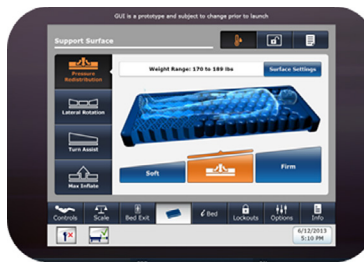 GUI is a prototype and subject to change prior to launch
Support Surface
Pressure
Redistribution
Weight Range: 170 to 189 lbs
Surface Settings
Lateral Rotation
Turn Assist
Max Inflate
Soft
Firm
Controls
Scale
Bed Exit
iBed
Lockouts
Options
Info
6/12/2013
5:10 PM